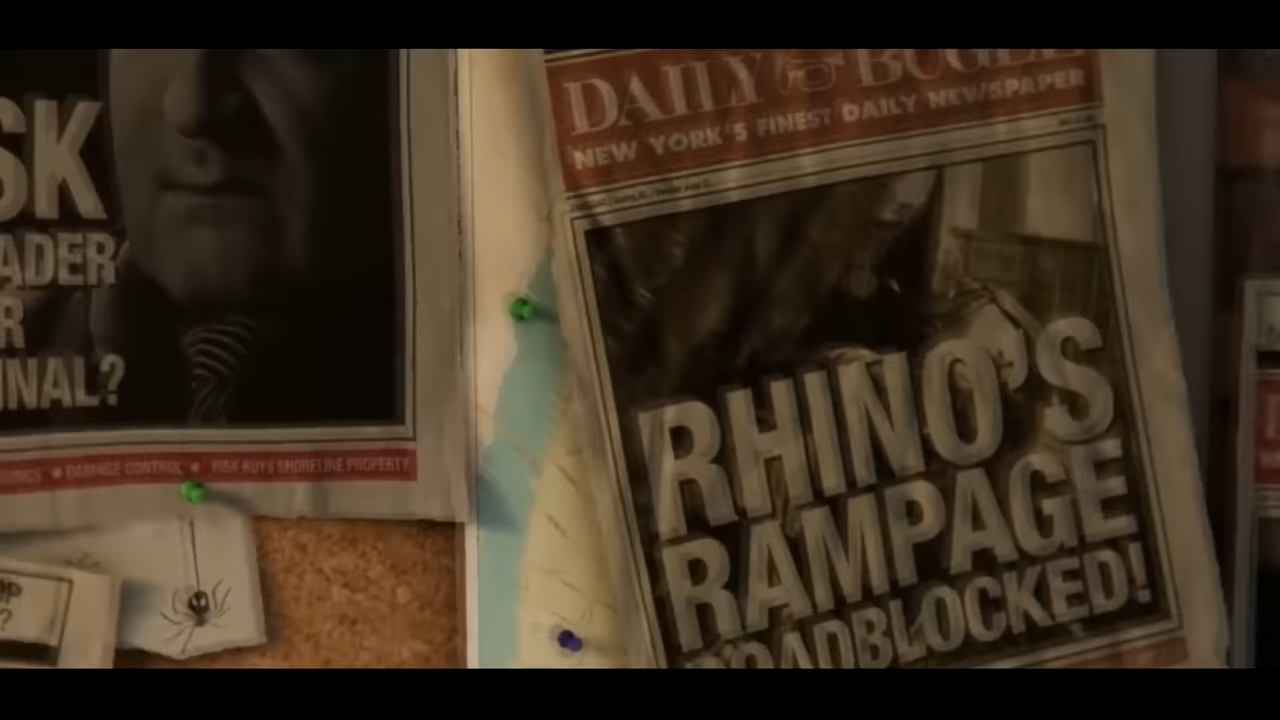 SK
ADER
R
INAL?
DAMAGE CONTROL • FISK BUYS SHORELINE PROPERTY
OP
?
DAILY BUGLE
NEW YORK'S FINEST DAILY NEWSPAPER
RHINO'S
RAMPAGE
ROADBLOCKED!